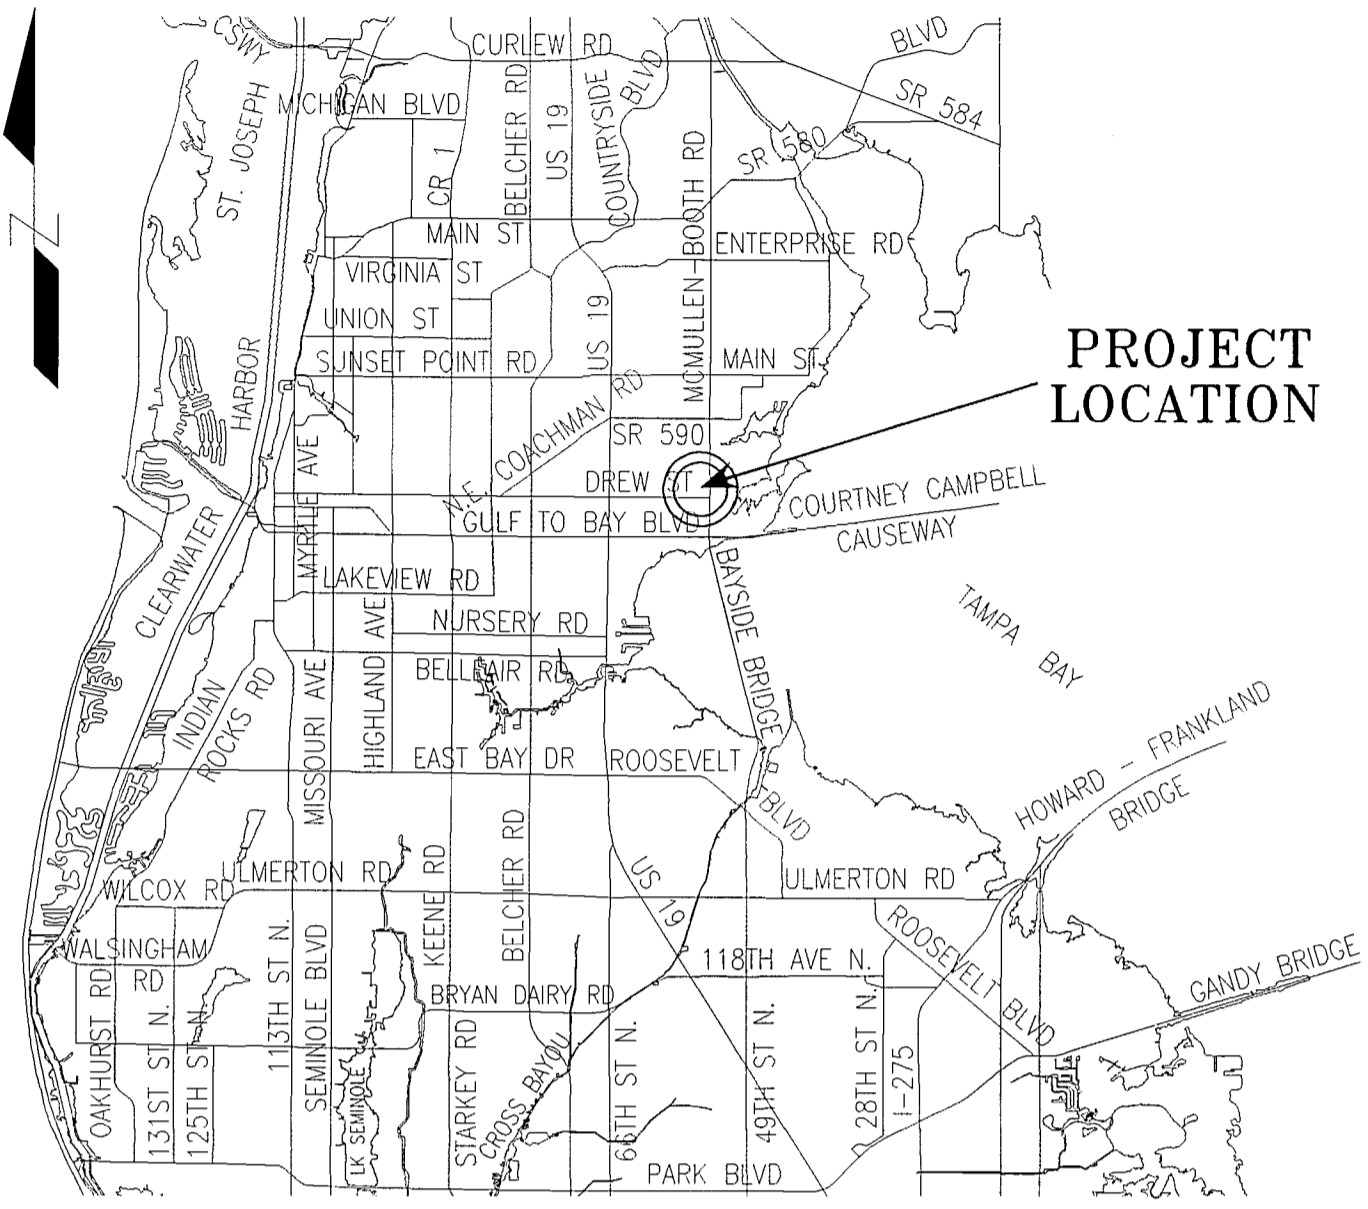 CSWY
CURLEW RD
BLVD
ST. JOSEPH
MICHIGAN BLVD
CR 1
BELCHER RD
US 19
COUNTRYSIDE
BLVD
MCMULLEN-BOOTH RD
SR 580
SR 584
N
MAIN ST
ENTERPRISE RD
VIRGINIA ST
UNION ST
US 19
SUNSET POINT RD
MAIN ST
HARBOR
PROJECT
LOCATION
N.E. COACHMAN RD
SR 590
MYRTLE AVE
DREW ST
GULF TO BAY BLVD
COURTNEY CAMPBELL
CAUSEWAY
CLEARWATER
LAKEVIEW RD
NURSERY RD
BAYSIDE BRIDGE
TAMPA BAY
HIGHLAND AVE
BELLEAIR RD
INDIAN
ROCKS RD
MISSOURI AVE
EAST BAY DR
ROOSEVELT
BLVD
HOWARD - FRANKLAND
BRIDGE
ULMERTON RD
WILCOX RD
KEENE RD
BELCHER RD
US 19
ULMERTON RD
WALSINGHAM
RD
113TH ST N.
SEMINOLE BLVD
118TH AVE N.
ROOSEVELT BLVD
GANDY BRIDGE
BRYAN DAIRY RD
OAKHURST RD
131ST ST N.
125TH ST N.
LK SEMINOLE
STARKEY RD
CROSS BAYOU
66TH ST N.
49TH ST N.
28TH ST N.
I-275
PARK BLVD